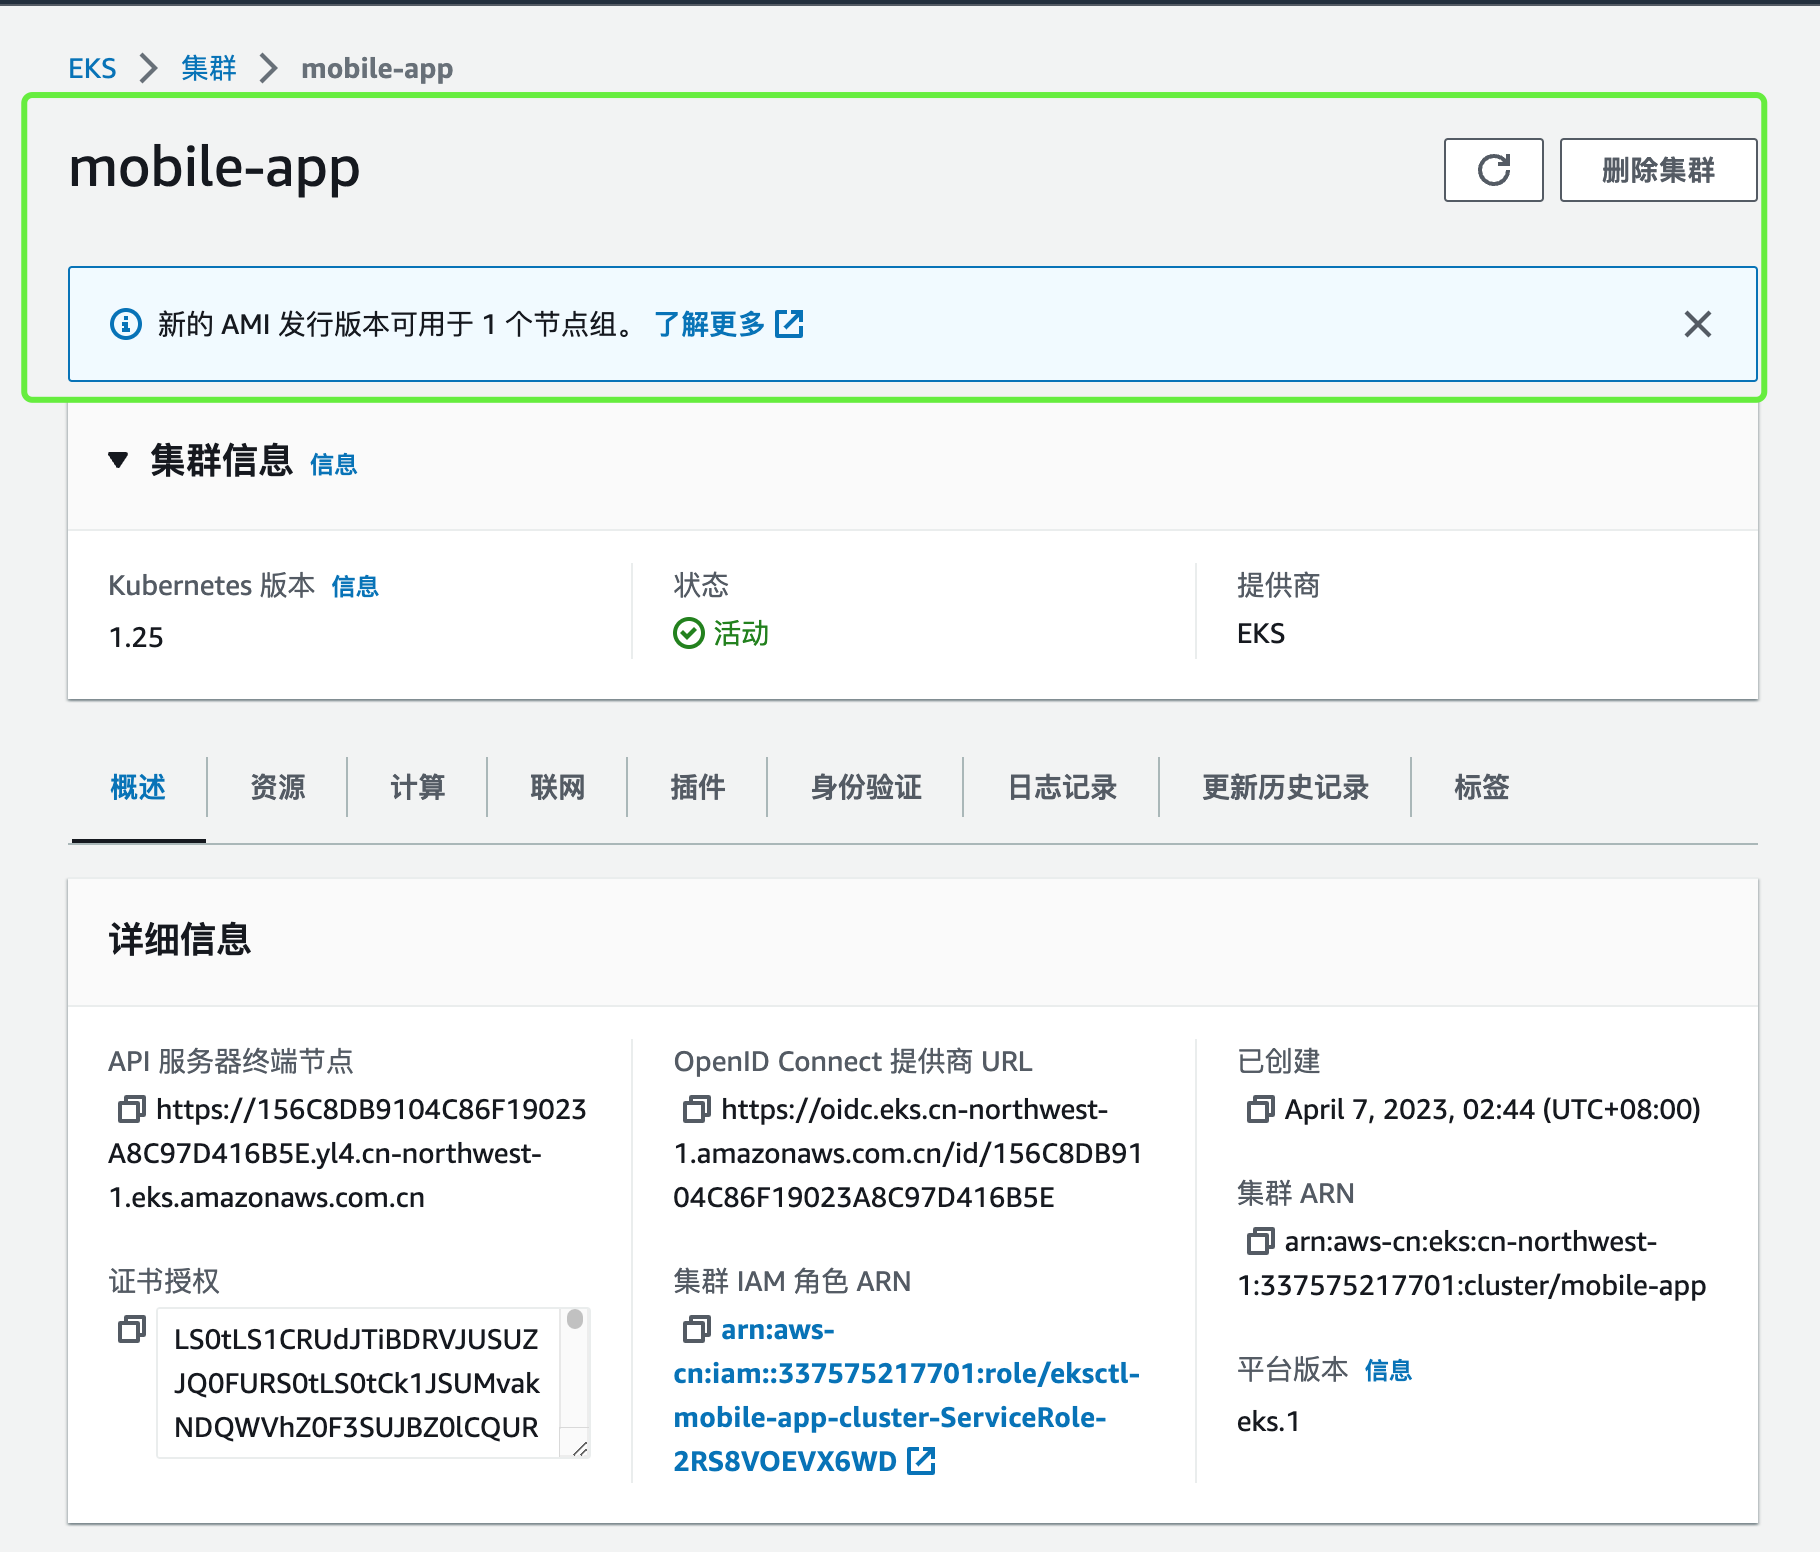 EKS 集群 mobile-app
mobile-app
删除集群
新的 AMI 发行版本可用于 1 个节点组。 了解更多
集群信息 信息
Kubernetes 版本 信息
1.25
状态
活动
提供商
EKS
概述 资源 计算 联网 插件 身份验证 日志记录 更新历史记录 标签
详细信息
API 服务器终端节点
https://156C8DB9104C86F19023
A8C97D416B5E.yl4.cn-northwest-
1.eks.amazonaws.com.cn
证书授权
LS0tLS1CRUdJTiBDRVJUSUZ
JQ0FURS0tLS0tCk1JSUMvak
NDQWVhZ0F3SUJBZ0lCQUR
OpenID Connect 提供商 URL
https://oidc.eks.cn-northwest-
1.amazonaws.com.cn/id/156C8DB91
04C86F19023A8C97D416B5E
集群 IAM 角色 ARN
arn:aws-
cn:iam::337575217701:role/eksctl-
mobile-app-cluster-ServiceRole-
2RS8VOEVX6WD
已创建
April 7, 2023, 02:44 (UTC+08:00)
集群 ARN
arn:aws-cn:eks:cn-northwest-
1:337575217701:cluster/mobile-app
平台版本 信息
eks.1